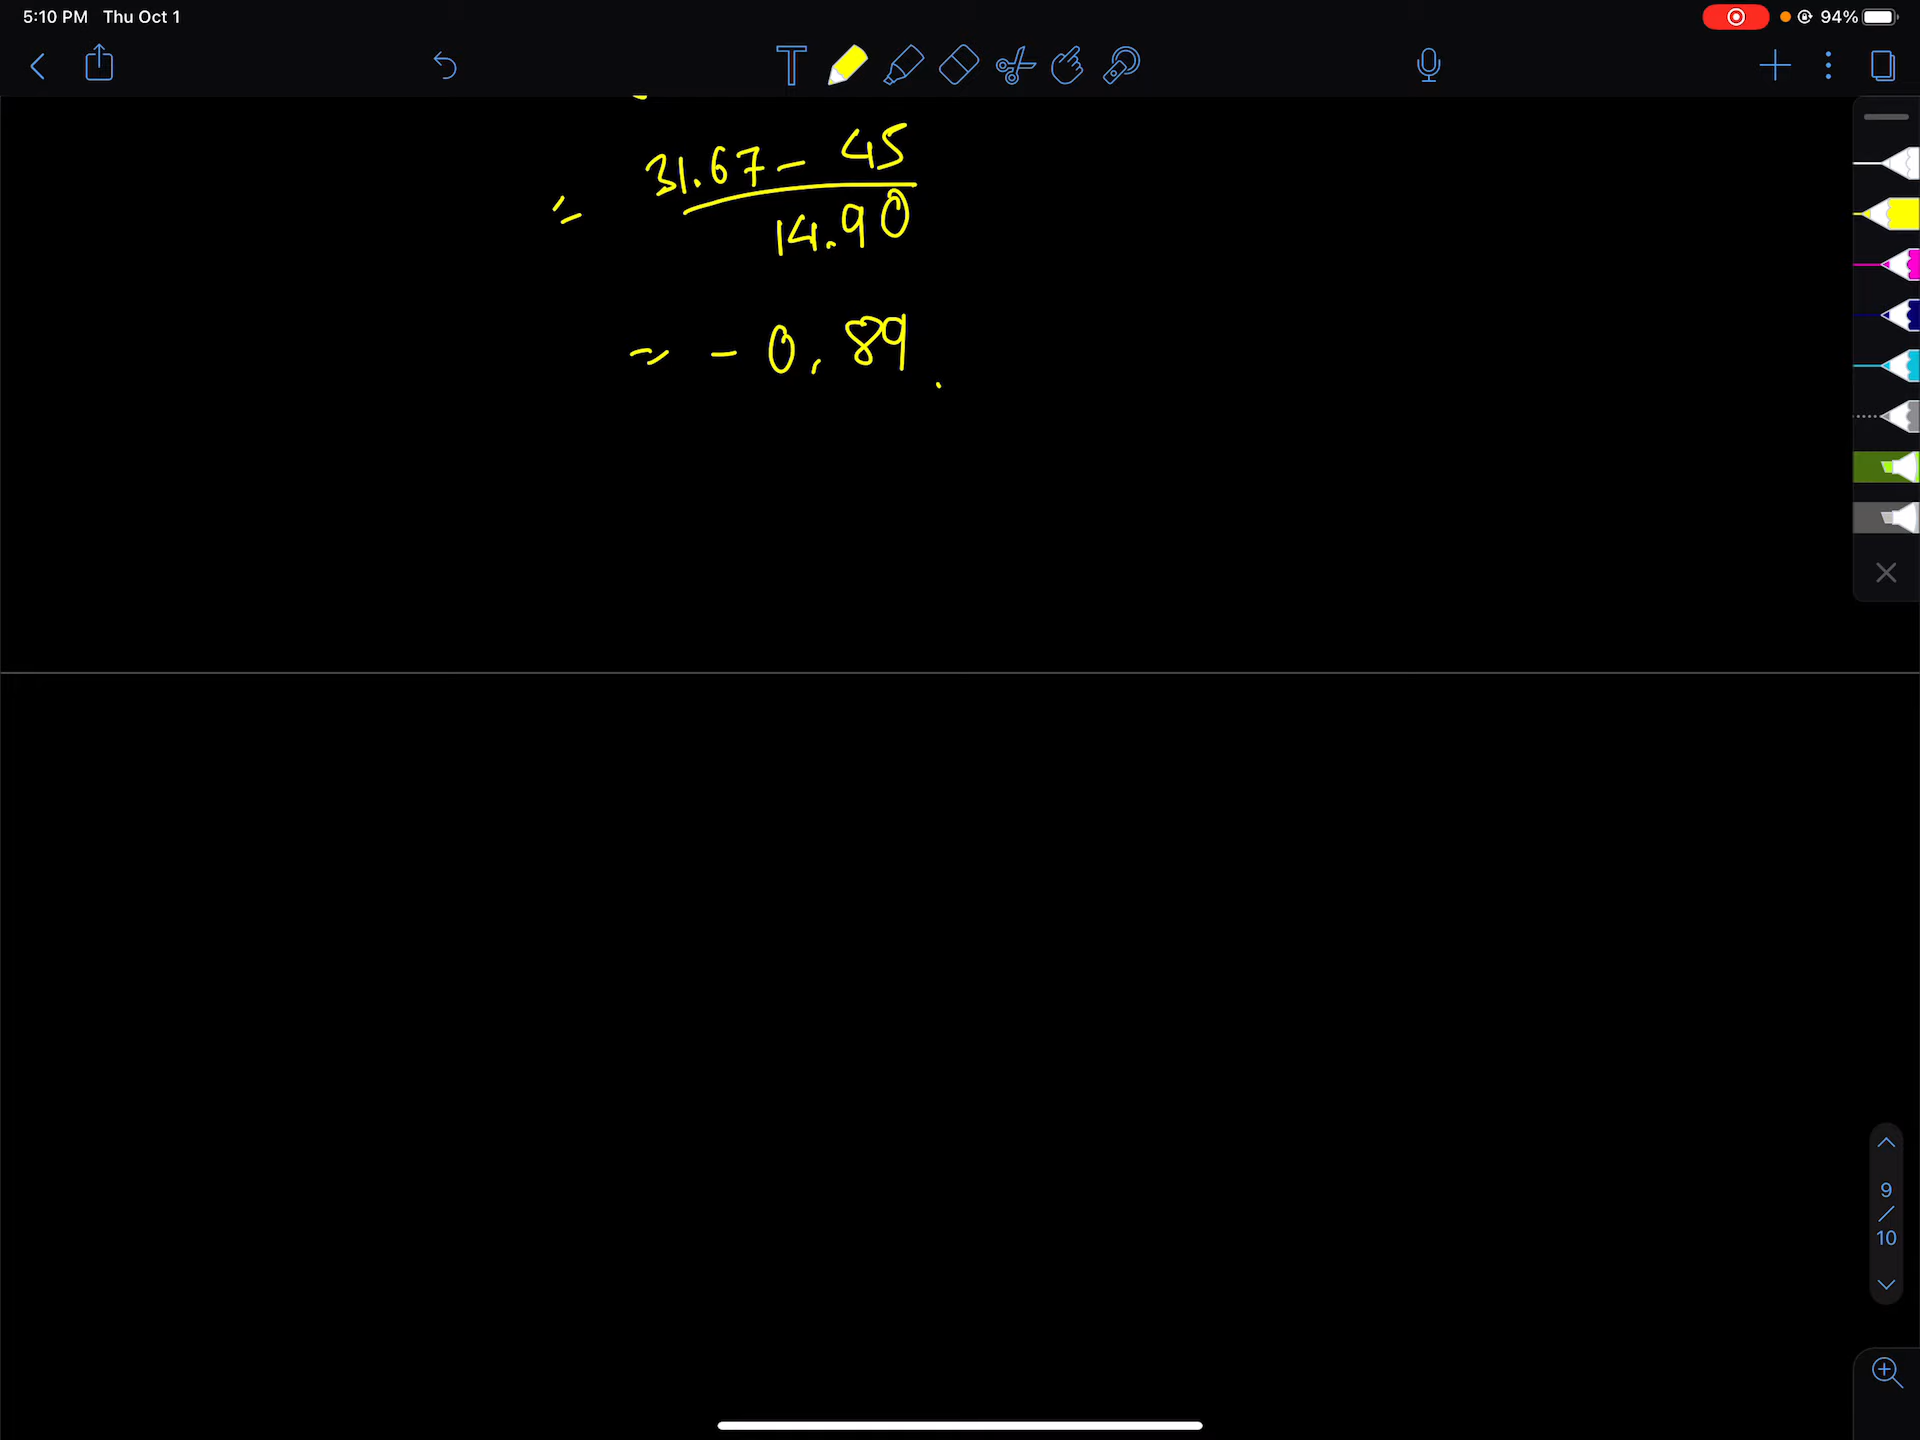 5:10 PM Thu Oct 1
94%
T
31.67 - 45
=
14.90
= - 0.89.
9
/
10